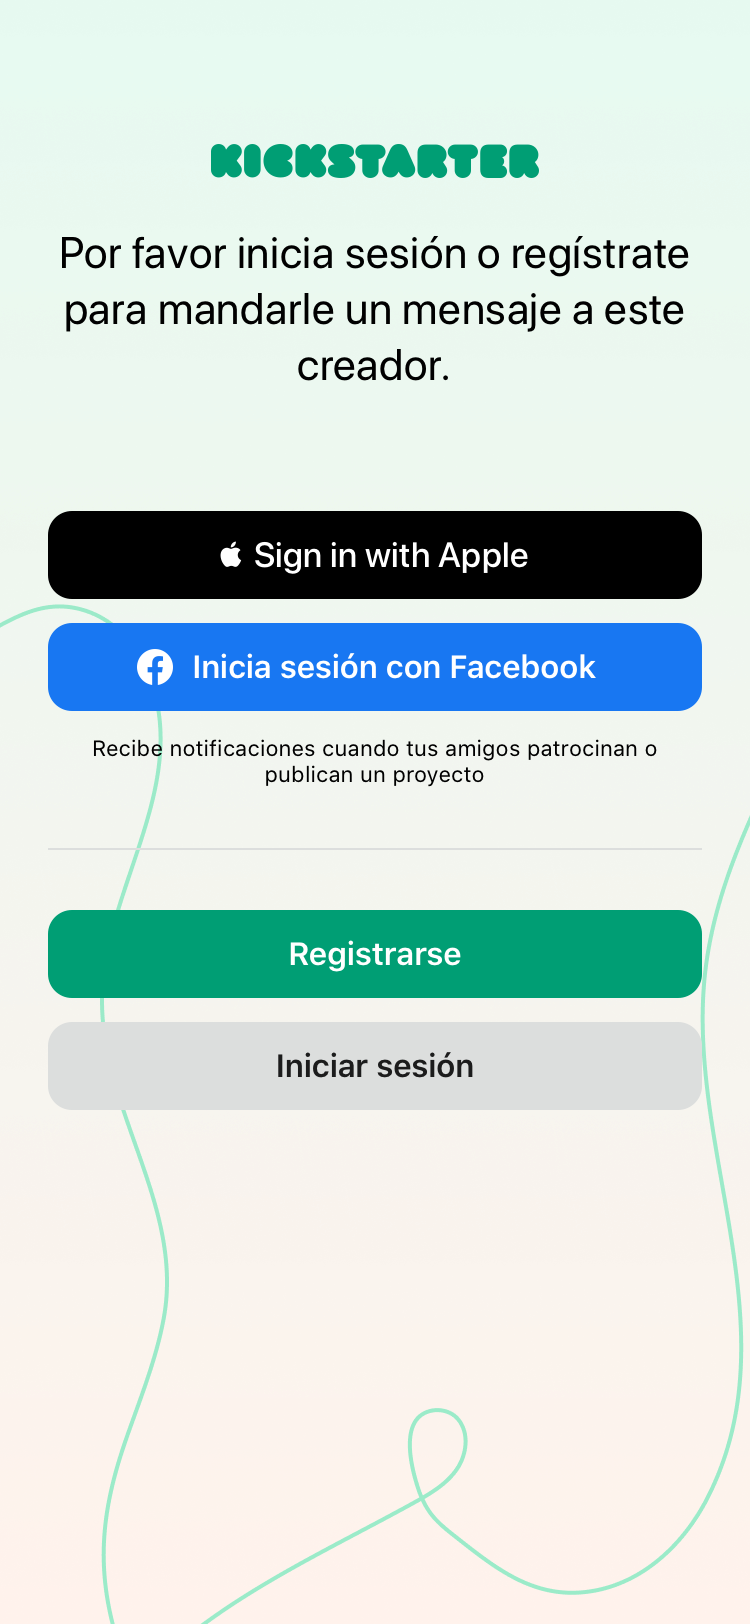 KICKSTARTER
Por favor inicia sesión o regístrate
para mandarle un mensaje a este
creador.
Sign in with Apple
Inicia sesión con Facebook
Recibe notificaciones cuando tus amigos patrocinan o
publican un proyecto
Registrarse
Iniciar sesión